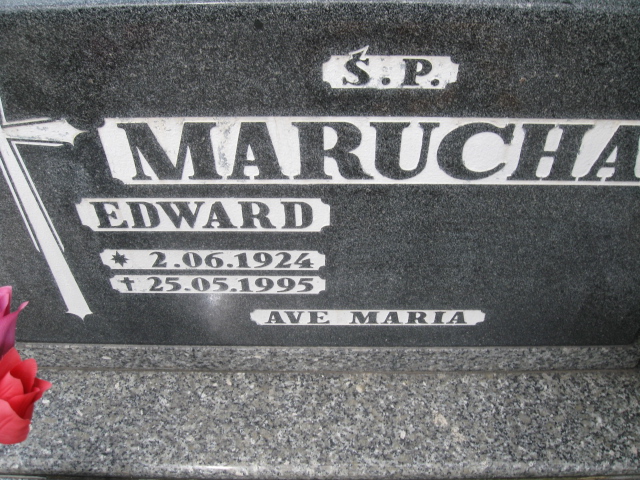 Ś.P.
MARUCHA
EDWARD
* 2.06.1924
† 25.05.1995
AVE MARIA